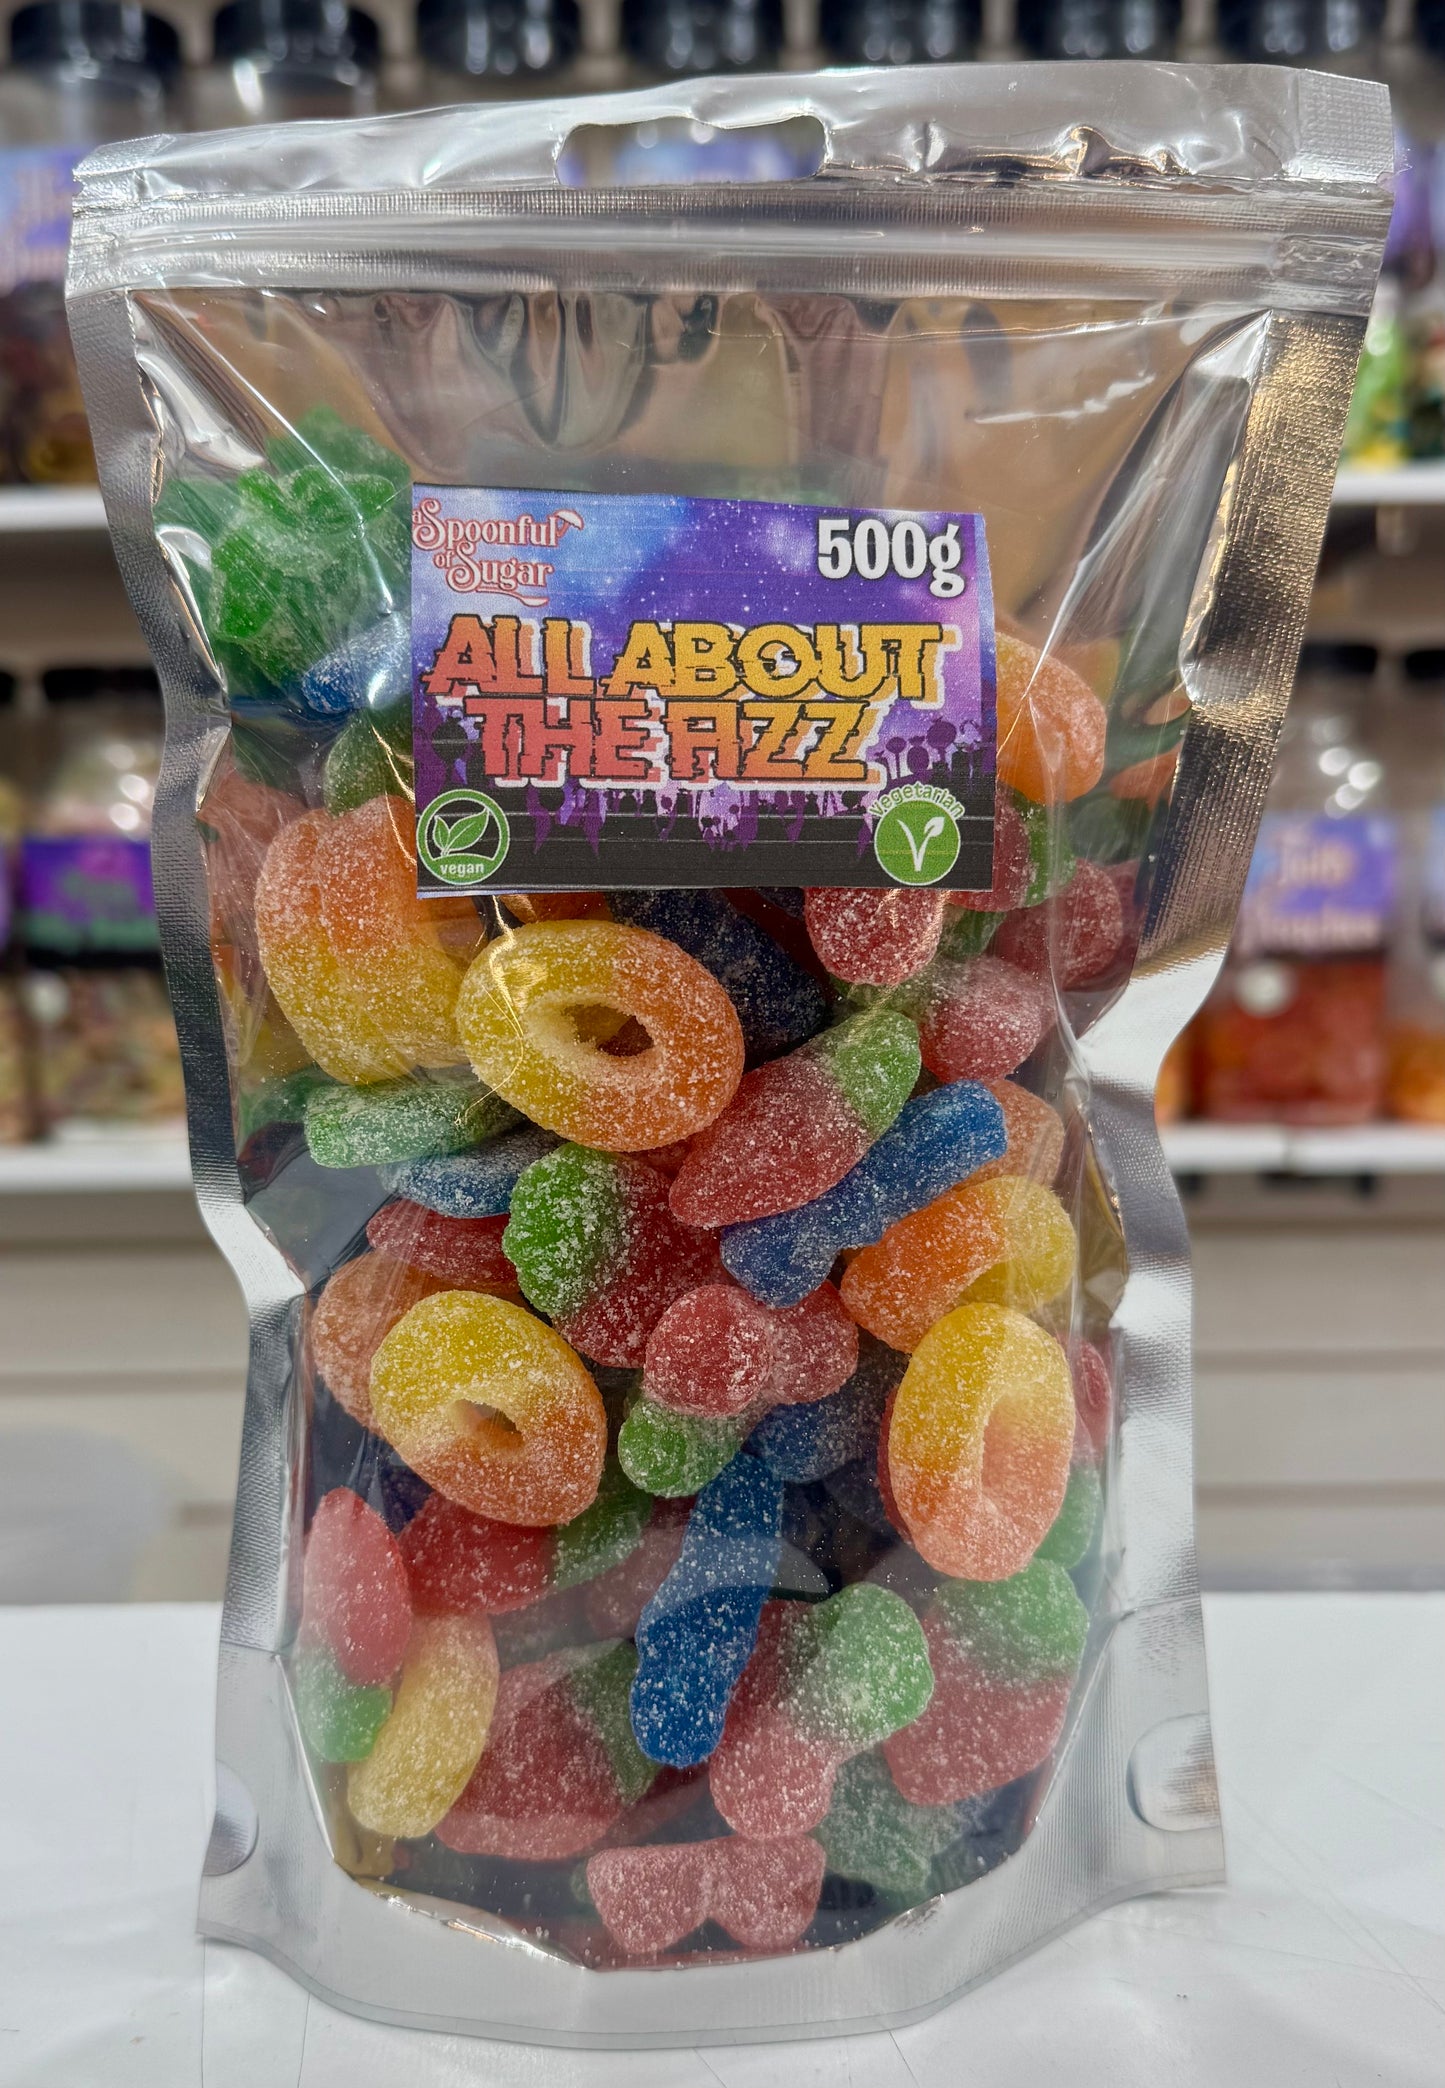 a Spoonful
of Sugar
500g
ALL ABOUT
THE FIZZ
vegan
Vegetarian